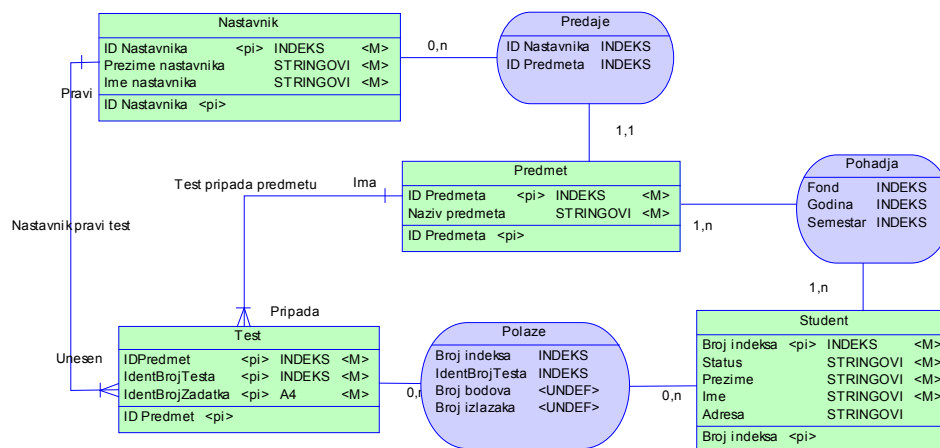 Nastavnik
ID Nastavnika <pi> INDEKS <M>
Prezime nastavnika STRINGOVI <M>
Ime nastavnika STRINGOVI <M>
ID Nastavnika <pi>
0,n
Predaje
ID Nastavnika INDEKS
ID Predmeta INDEKS
Pravi
1,1
Test pripada predmetu
Ima
Predmet
ID Predmeta <pi> INDEKS <M>
Naziv predmeta STRINGOVI <M>
ID Predmeta <pi>
1,n
Pohadja
Fond INDEKS
Godina INDEKS
Semestar INDEKS
Nastavnik pravi test
1,n
Pripada
Unesen
Test
IDPredmet <pi> INDEKS <M>
IdentBrojTesta <pi> INDEKS <M>
IdentBrojZadatka <pi> A4 <M>
ID Predmet <pi>
Polaze
Broj indeksa INDEKS
IdentBrojTesta INDEKS
Broj bodova <UNDEF>
Broj izlazaka <UNDEF>
0,n
Student
Broj indeksa <pi> INDEKS <M>
Status STRINGOVI <M>
Prezime STRINGOVI <M>
Ime STRINGOVI <M>
Adresa STRINGOVI
Broj indeksa <pi>